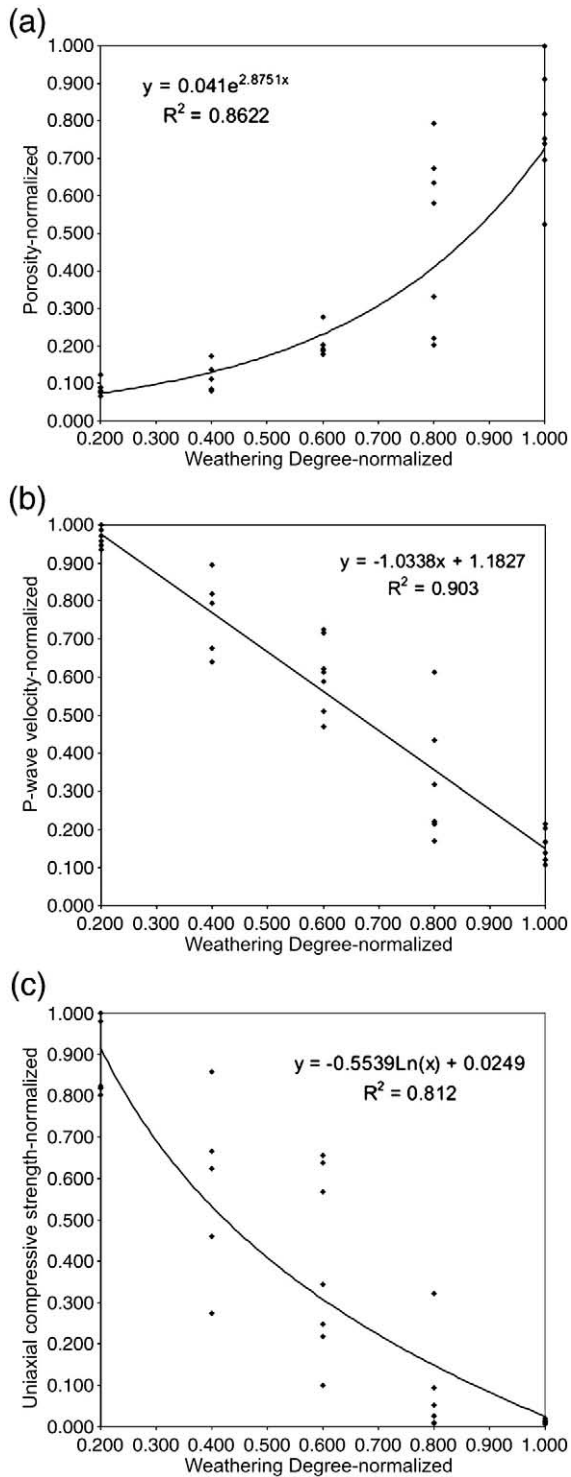 (a)
1.000
0.900
0.800
0.700
0.600
0.500
0.400
0.300
0.200
0.100
0.000
Porosity-normalized
y = 0.041e^2.8751x
R² = 0.8622
0.200 0.300 0.400 0.500 0.600 0.700 0.800 0.900 1.000
Weathering Degree-normalized
(b)
1.000
0.900
0.800
0.700
0.600
0.500
0.400
0.300
0.200
0.100
0.000
P-wave velocity-normalized
y = -1.0338x + 1.1827
R² = 0.903
0.200 0.300 0.400 0.500 0.600 0.700 0.800 0.900 1.000
Weathering Degree-normalized
(c)
1.000
0.900
0.800
0.700
0.600
0.500
0.400
0.300
0.200
0.100
0.000
Uniaxial compressive strength-normalized
y = -0.5539Ln(x) + 0.0249
R² = 0.812
0.200 0.300 0.400 0.500 0.600 0.700 0.800 0.900 1.000
Weathering Degree-normalized